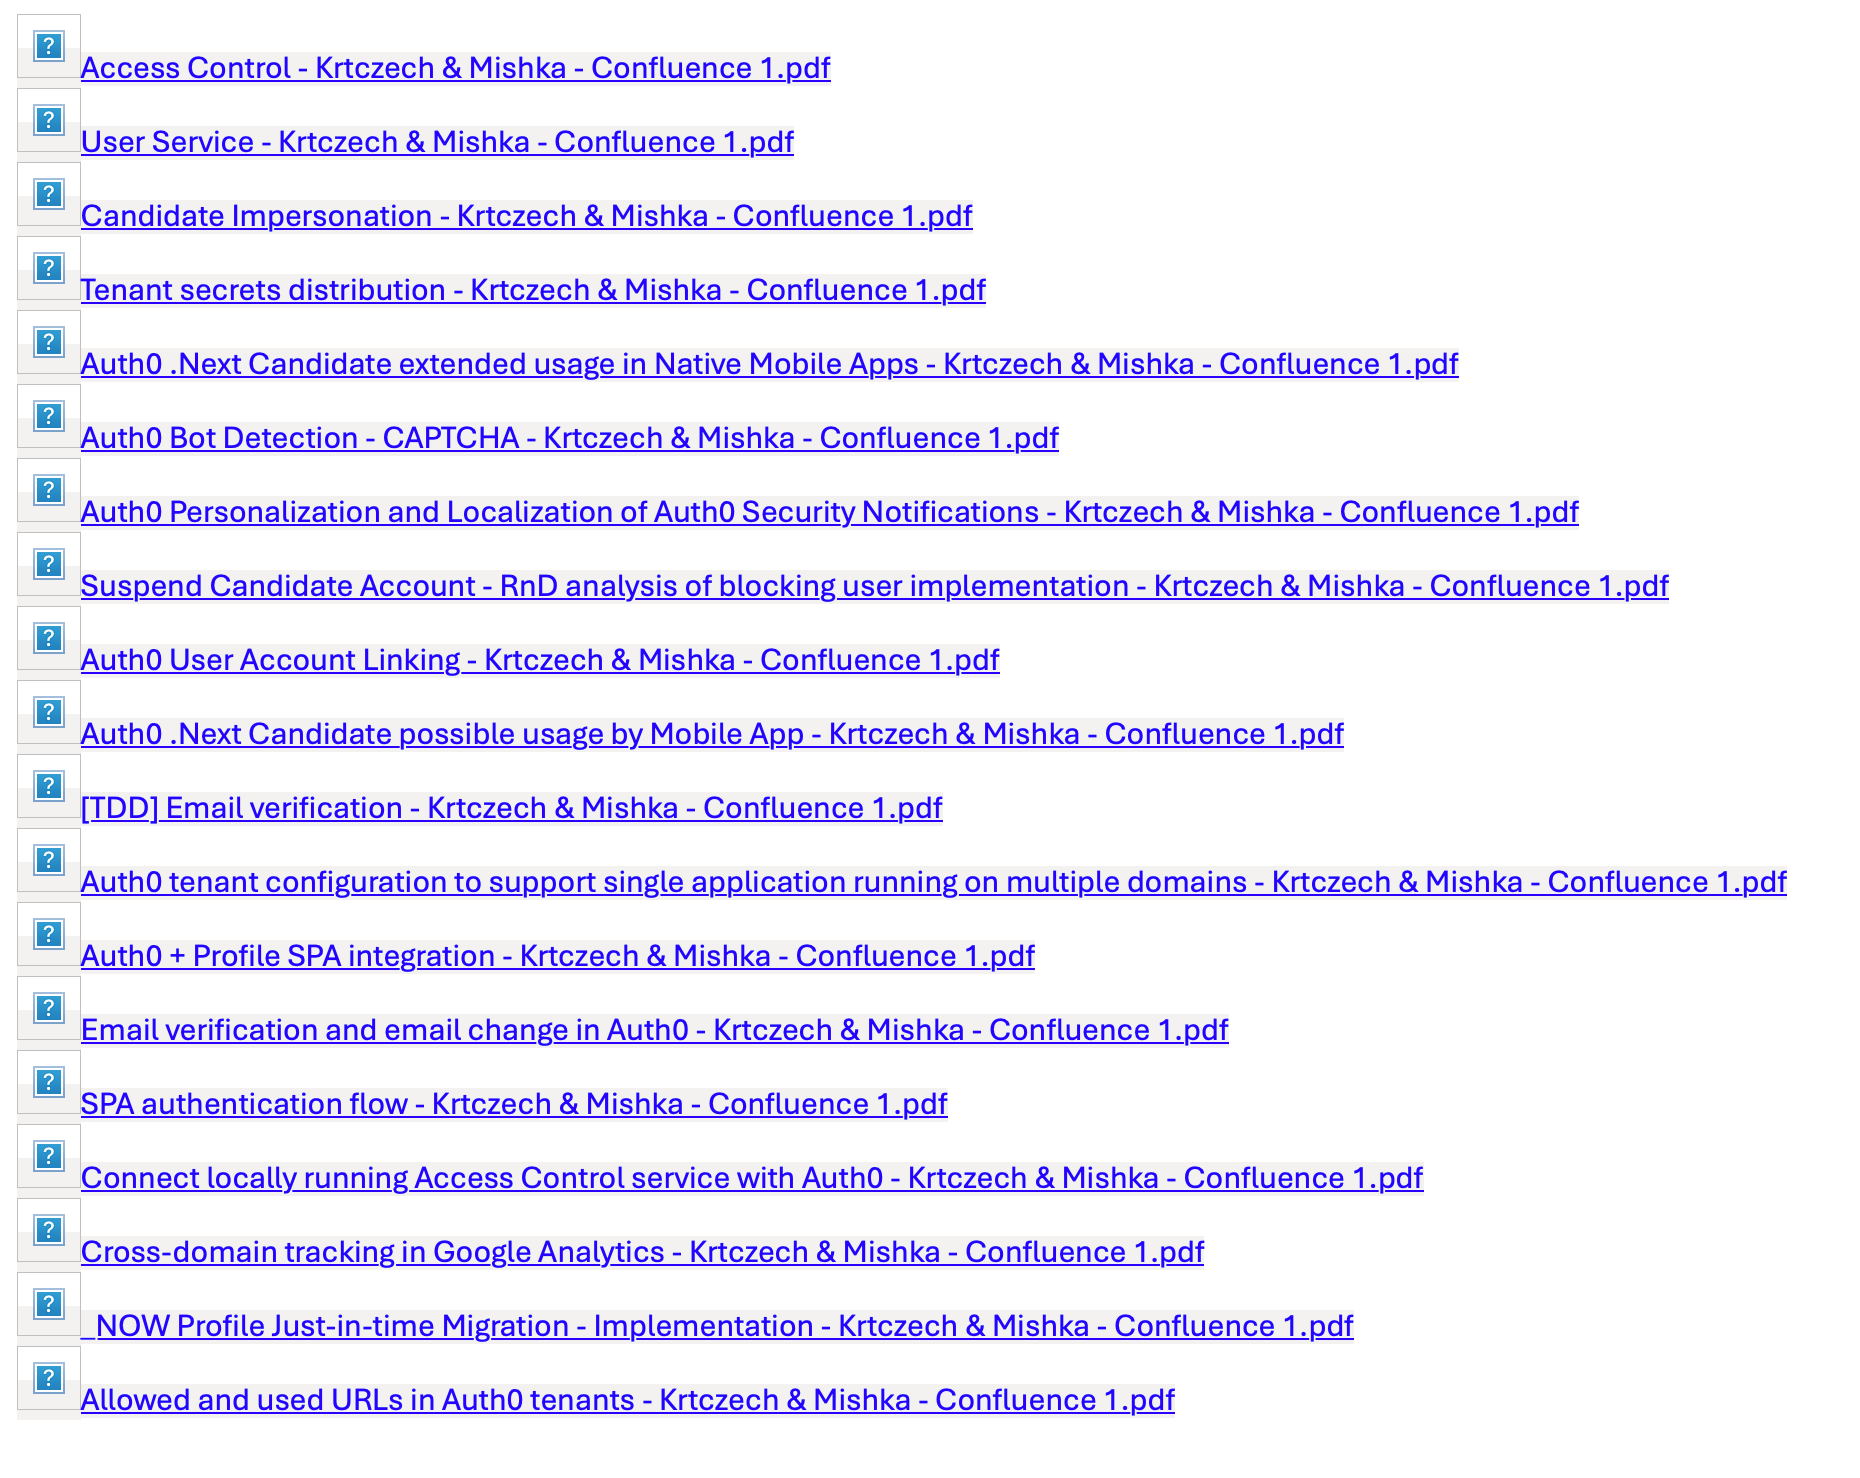 Access Control - Krtczech & Mishka - Confluence 1.pdf
User Service - Krtczech & Mishka - Confluence 1.pdf
Candidate Impersonation - Krtczech & Mishka - Confluence 1.pdf
Tenant secrets distribution - Krtczech & Mishka - Confluence 1.pdf
Auth0 .Next Candidate extended usage in Native Mobile Apps - Krtczech & Mishka - Confluence 1.pdf
Auth0 Bot Detection - CAPTCHA - Krtczech & Mishka - Confluence 1.pdf
Auth0 Personalization and Localization of Auth0 Security Notifications - Krtczech & Mishka - Confluence 1.pdf
Suspend Candidate Account - RnD analysis of blocking user implementation - Krtczech & Mishka - Confluence 1.pdf
Auth0 User Account Linking - Krtczech & Mishka - Confluence 1.pdf
Auth0 .Next Candidate possible usage by Mobile App - Krtczech & Mishka - Confluence 1.pdf
[TDD] Email verification - Krtczech & Mishka - Confluence 1.pdf
Auth0 tenant configuration to support single application running on multiple domains - Krtczech & Mishka - Confluence 1.pdf
Auth0 + Profile SPA integration - Krtczech & Mishka - Confluence 1.pdf
Email verification and email change in Auth0 - Krtczech & Mishka - Confluence 1.pdf
SPA authentication flow - Krtczech & Mishka - Confluence 1.pdf
Connect locally running Access Control service with Auth0 - Krtczech & Mishka - Confluence 1.pdf
Cross-domain tracking in Google Analytics - Krtczech & Mishka - Confluence 1.pdf
_NOW Profile Just-in-time Migration - Implementation - Krtczech & Mishka - Confluence 1.pdf
Allowed and used URLs in Auth0 tenants - Krtczech & Mishka - Confluence 1.pdf